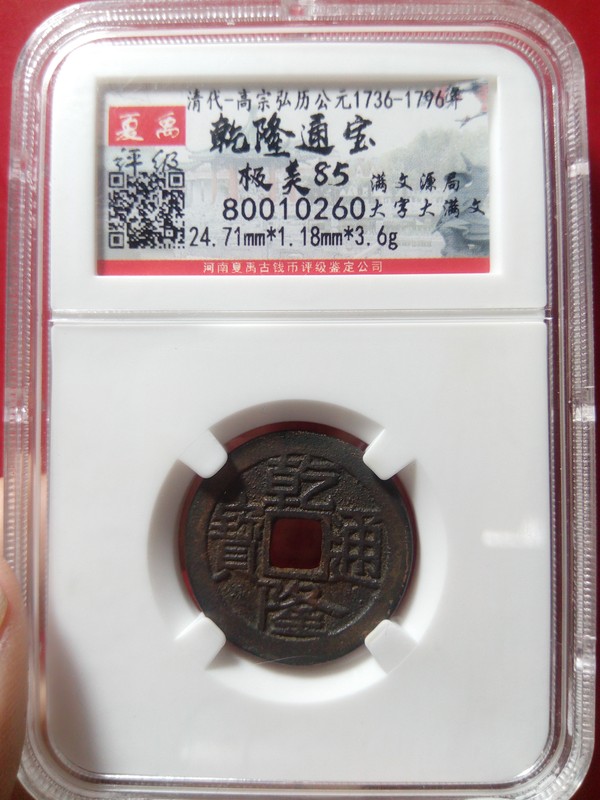 清代-高宗弘历公元1736-1796年
夏禹
评级
乾隆通宝
极美85
满文源局
80010260
大字大满文
24.71mm*1.18mm*3.6g
河南夏禹古钱币评级鉴定公司
乾隆通寳